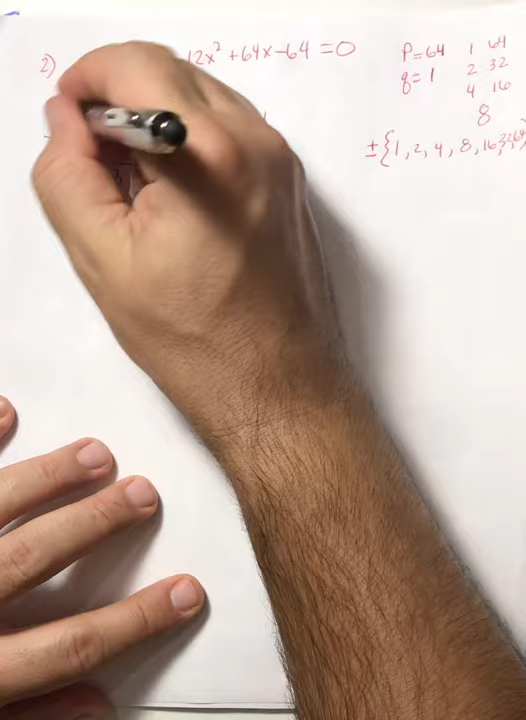 2) 12x² + 64x - 64 = 0
P = 64 1 64
q = 1 2 32
4 16
8
± {1, 2, 4, 8, 16, 32, 64}